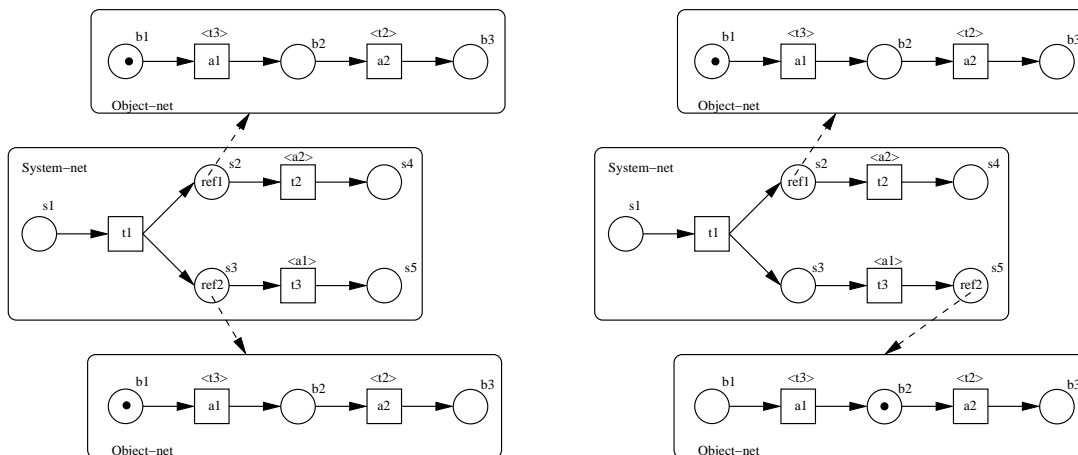 b1 <t3> b2 <t2> b3
a1 a2
Object-net
b1 <t3> b2 <t2> b3
a1 a2
Object-net
System-net
s1 t1
ref1 s2 <a2> t2 s4
ref2 s3 <a1> t3 s5
System-net
s1 t1
ref1 s2 <a2> t2 s4
s3 <a1> t3 s5 ref2
b1 <t3> b2 <t2> b3
a1 a2
Object-net
b1 <t3> b2 <t2> b3
a1 a2
Object-net